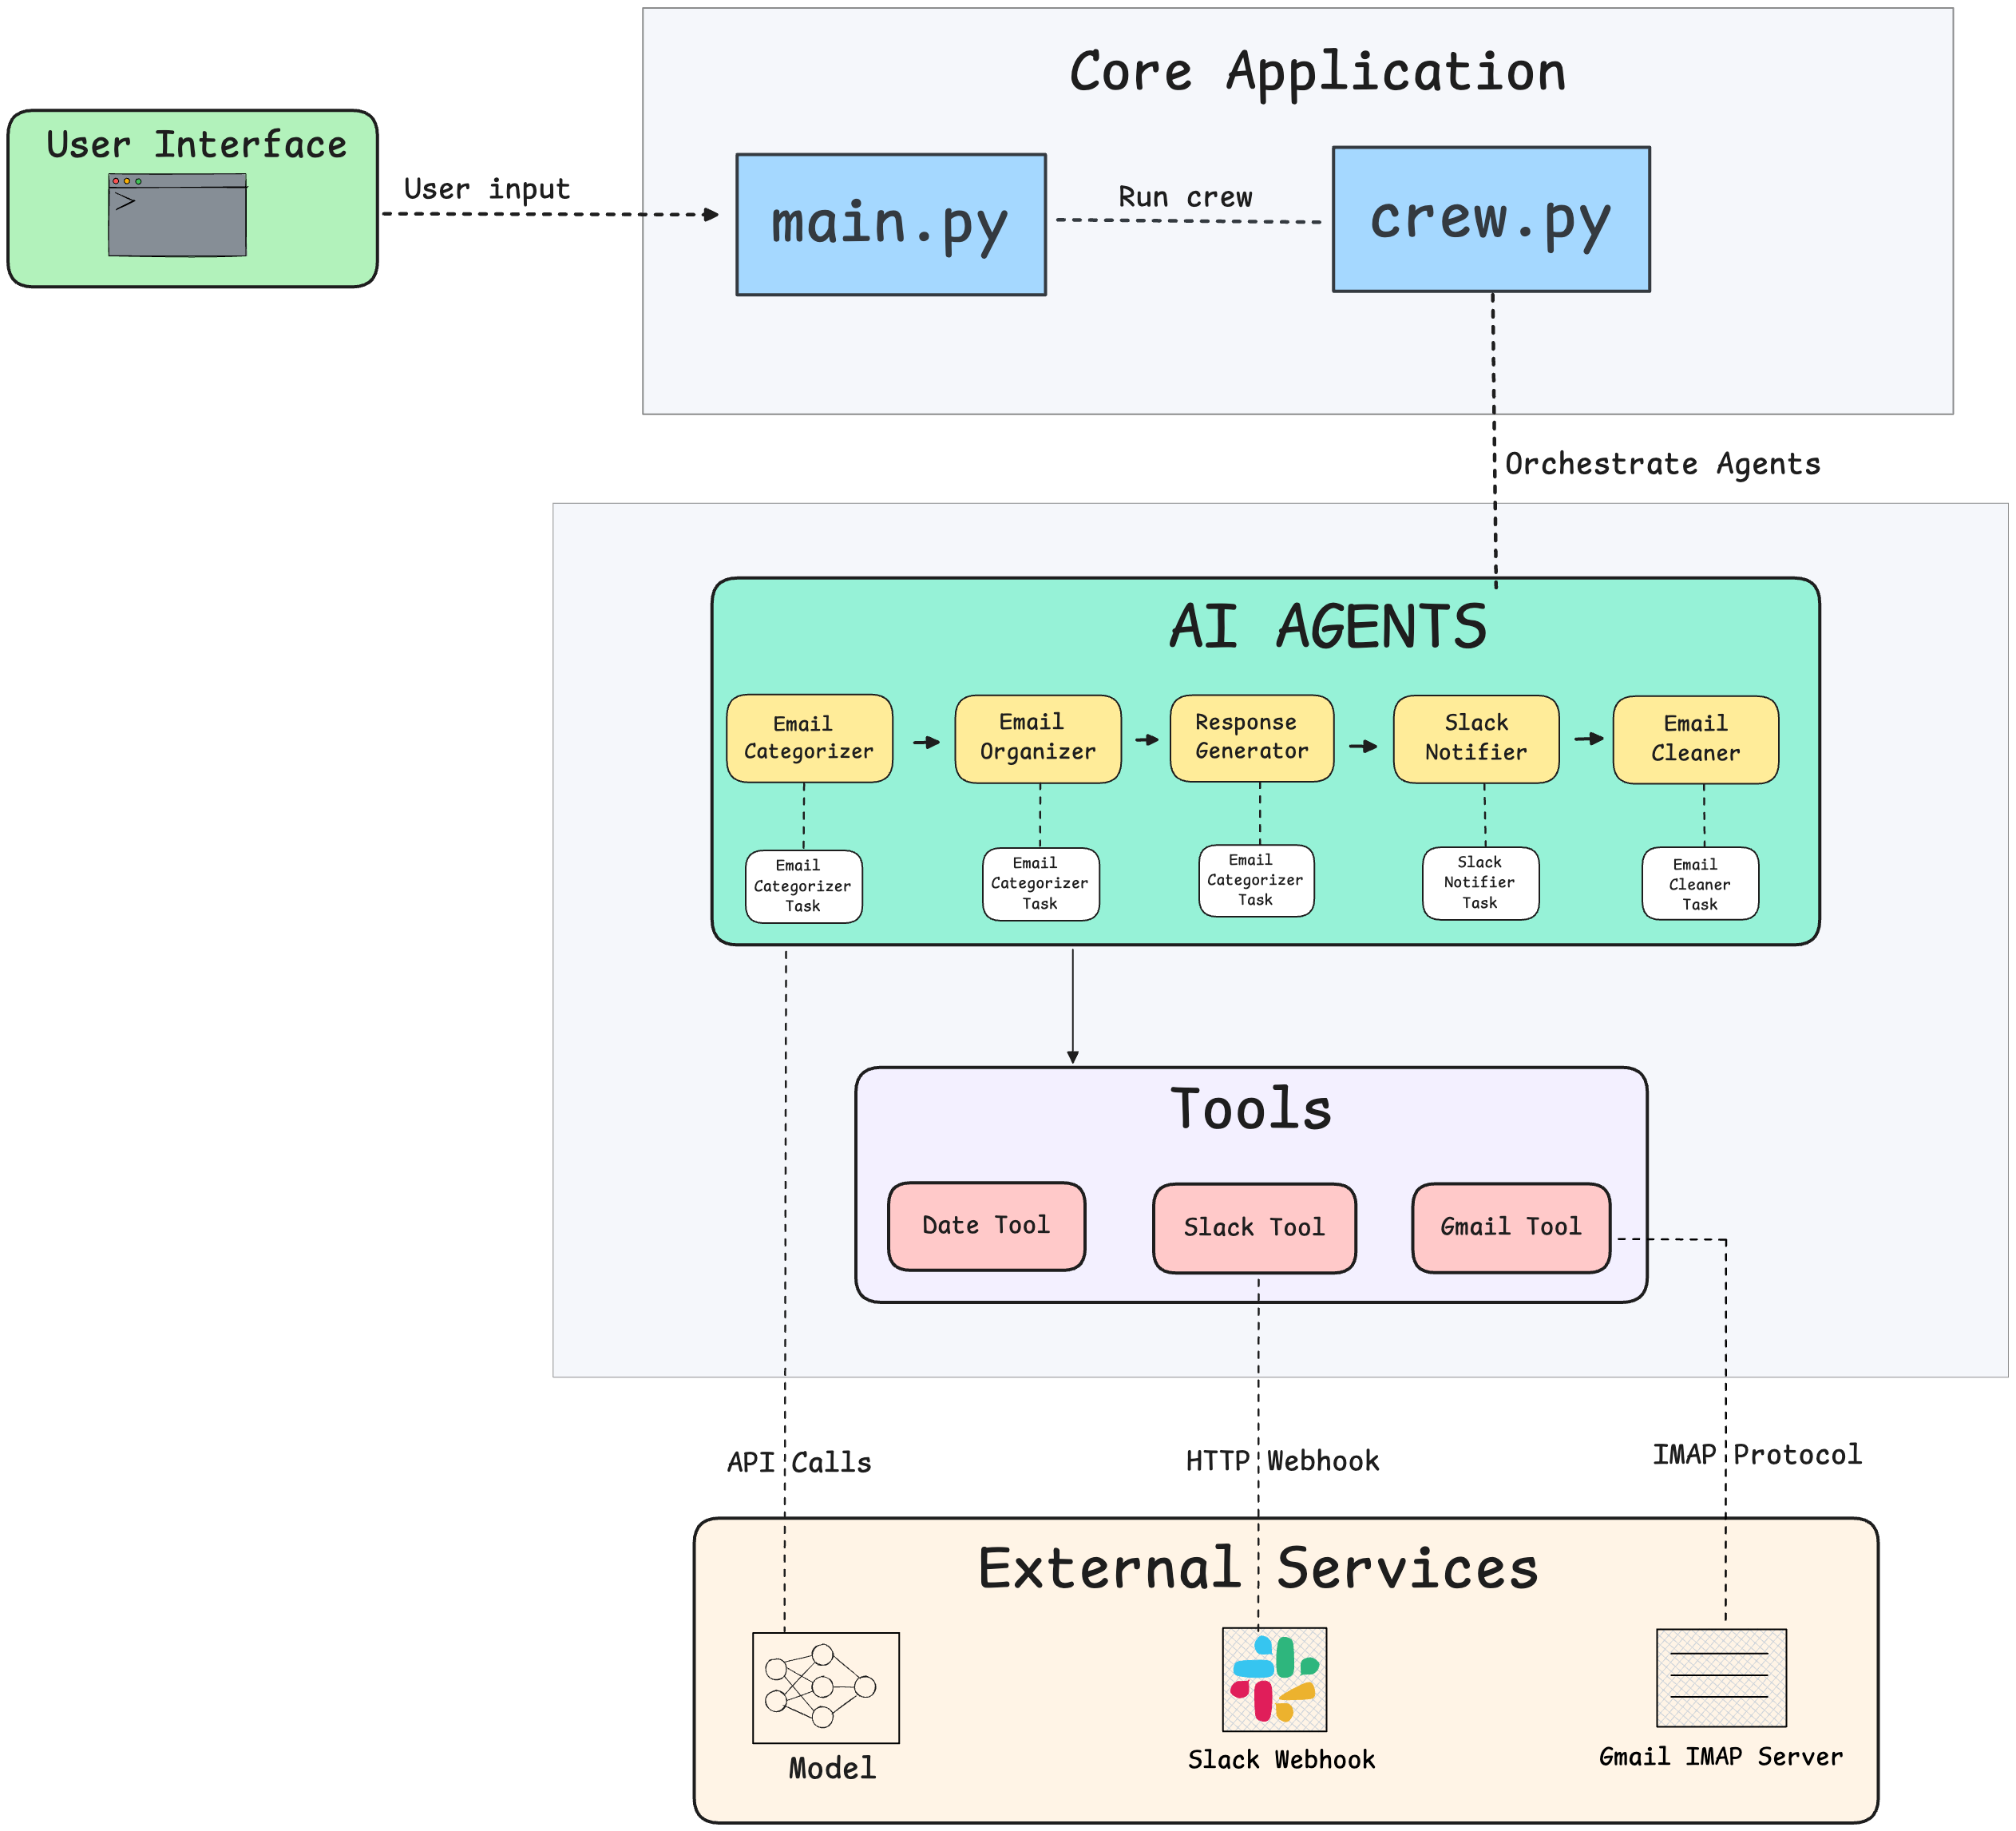 Core Application
User Interface
>
User input
main.py
Run crew
crew.py
Orchestrate Agents
AI AGENTS
Email
Categorizer
Email
Organizer
Response
Generator
Slack
Notifier
Email
Cleaner
Email
Categorizer
Task
Email
Categorizer
Task
Email
Categorizer
Task
Slack
Notifier
Task
Email
Cleaner
Task
Tools
Date Tool
Slack Tool
Gmail Tool
API Calls
HTTP Webhook
IMAP Protocol
External Services
Model
Slack Webhook
Gmail IMAP Server